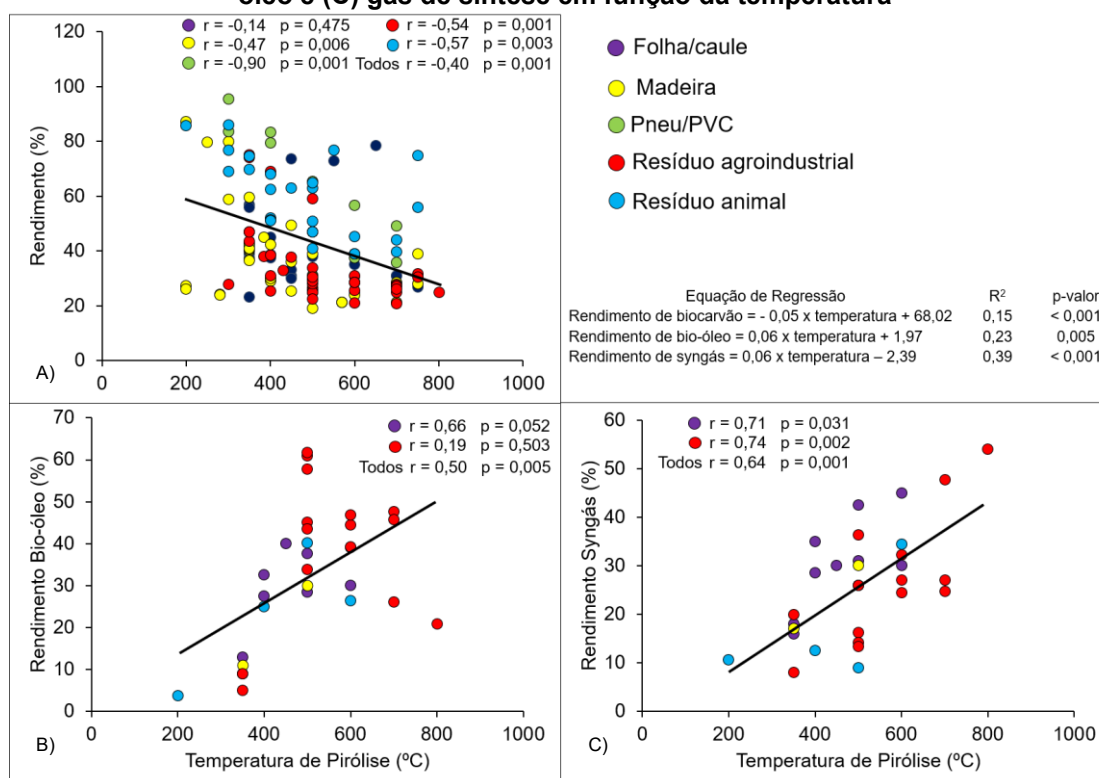 óleo e (C) gás de síntese em função da temperatura
r = -0,14 p = 0,475 r = -0,54 p = 0,001
r = -0,47 p = 0,006 r = -0,57 p = 0,003
r = -0,90 p = 0,001 Todos r = -0,40 p = 0,001
120
100
80
60
40
20
0
Rendimento (%)
A)
0 200 400 600 800 1000
Folha/caule
Madeira
Pneu/PVC
Resíduo agroindustrial
Resíduo animal
Equação de Regressão R² p-valor
Rendimento de biocarvão = - 0,05 x temperatura + 68,02 0,15 < 0,001
Rendimento de bio-óleo = 0,06 x temperatura + 1,97 0,23 0,005
Rendimento de syngás = 0,06 x temperatura – 2,39 0,39 < 0,001
r = 0,66 p = 0,052
r = 0,19 p = 0,503
Todos r = 0,50 p = 0,005
70
60
50
40
30
20
10
0
Rendimento Bio-óleo (%)
0 200 400 600 800 1000
B)
Temperatura de Pirólise (ºC)
r = 0,71 p = 0,031
r = 0,74 p = 0,002
Todos r = 0,64 p = 0,001
60
50
40
30
20
10
0
Rendimento Syngás (%)
0 200 400 600 800 1000
C)
Temperatura de Pirólise (ºC)